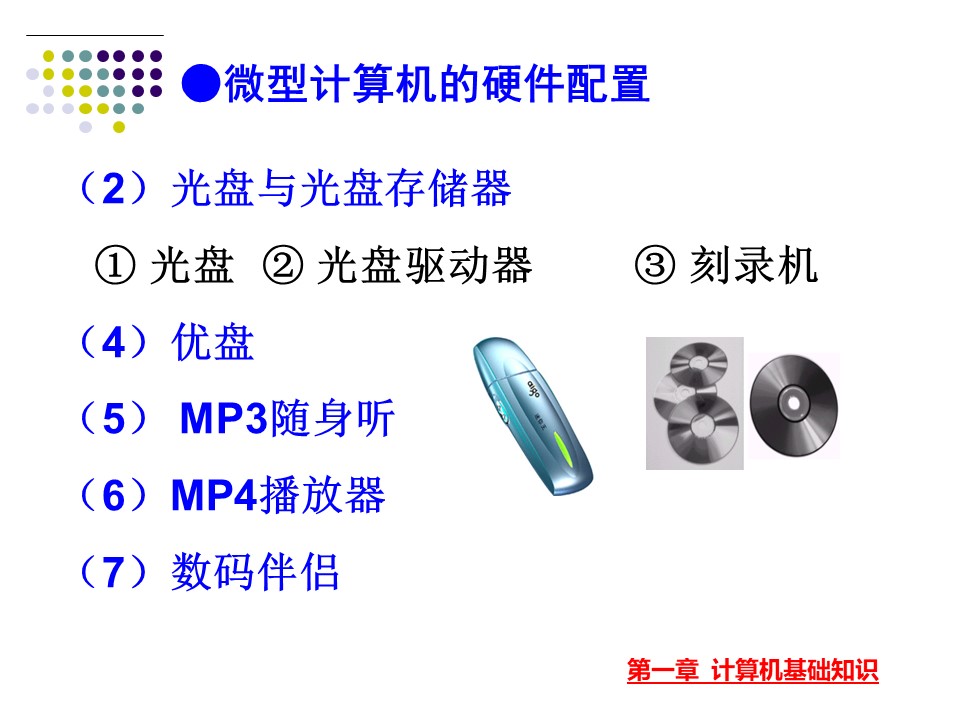 ●微型计算机的硬件配置
（2）光盘与光盘存储器
① 光盘 ② 光盘驱动器 ③ 刻录机
（4）优盘
（5） MP3随身听
（6）MP4播放器
（7）数码伴侣
aigo
第一章 计算机基础知识